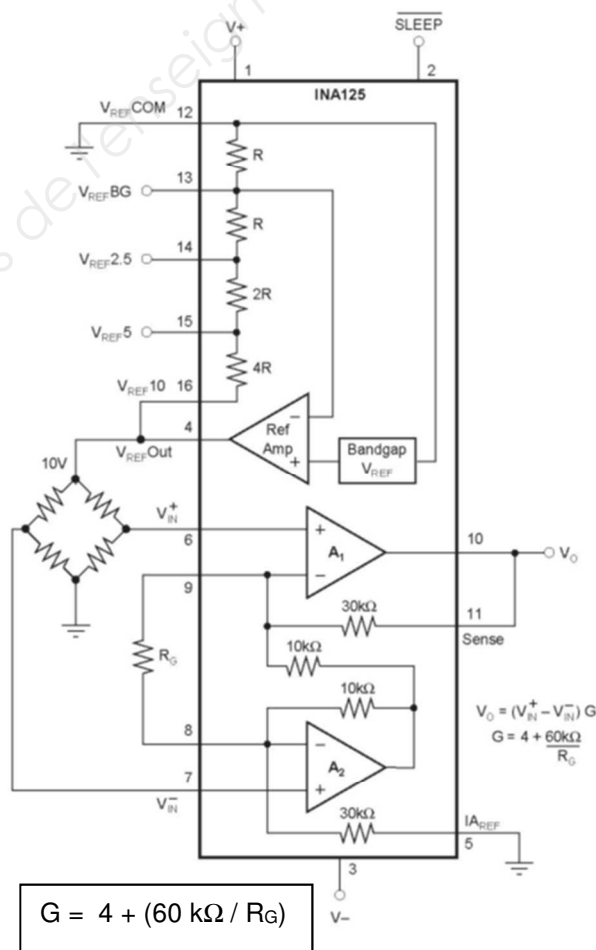 s de l'enseign
V+
SLEEP
1
2
INA125
VREFCOM
12
R
13
VREFBG
R
14
VREF2.5
2R
15
VREF5
4R
VREF10 16
4
VREFOut
Ref
Amp
−
+
Bandgap
VREF
10V
V+IN
6
+
A1
−
10
VO
9
30kΩ
11
Sense
10kΩ
RG
10kΩ
8
−
A2
+
7
V−IN
30kΩ
IAREF
5
VO = (V+IN − V−IN) G
G = 4 + 60kΩ
RG
3
V−
G = 4 + (60 kΩ / RG)